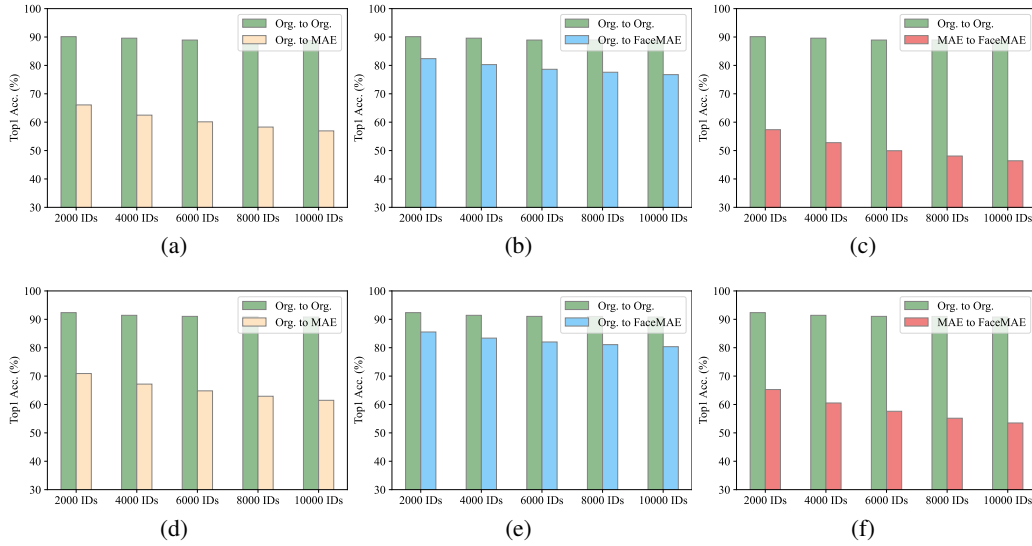 100
90
80
70
60
50
40
30
Top1 Acc. (%)
Org. to Org.
Org. to MAE
2000 IDs 4000 IDs 6000 IDs 8000 IDs 10000 IDs
(a)
100
90
80
70
60
50
40
30
Top1 Acc. (%)
Org. to Org.
Org. to FaceMAE
2000 IDs 4000 IDs 6000 IDs 8000 IDs 10000 IDs
(b)
100
90
80
70
60
50
40
30
Top1 Acc. (%)
Org. to Org.
MAE to FaceMAE
2000 IDs 4000 IDs 6000 IDs 8000 IDs 10000 IDs
(c)
100
90
80
70
60
50
40
30
Top1 Acc. (%)
Org. to Org.
Org. to MAE
2000 IDs 4000 IDs 6000 IDs 8000 IDs 10000 IDs
(d)
100
90
80
70
60
50
40
30
Top1 Acc. (%)
Org. to Org.
Org. to FaceMAE
2000 IDs 4000 IDs 6000 IDs 8000 IDs 10000 IDs
(e)
100
90
80
70
60
50
40
30
Top1 Acc. (%)
Org. to Org.
MAE to FaceMAE
2000 IDs 4000 IDs 6000 IDs 8000 IDs 10000 IDs
(f)